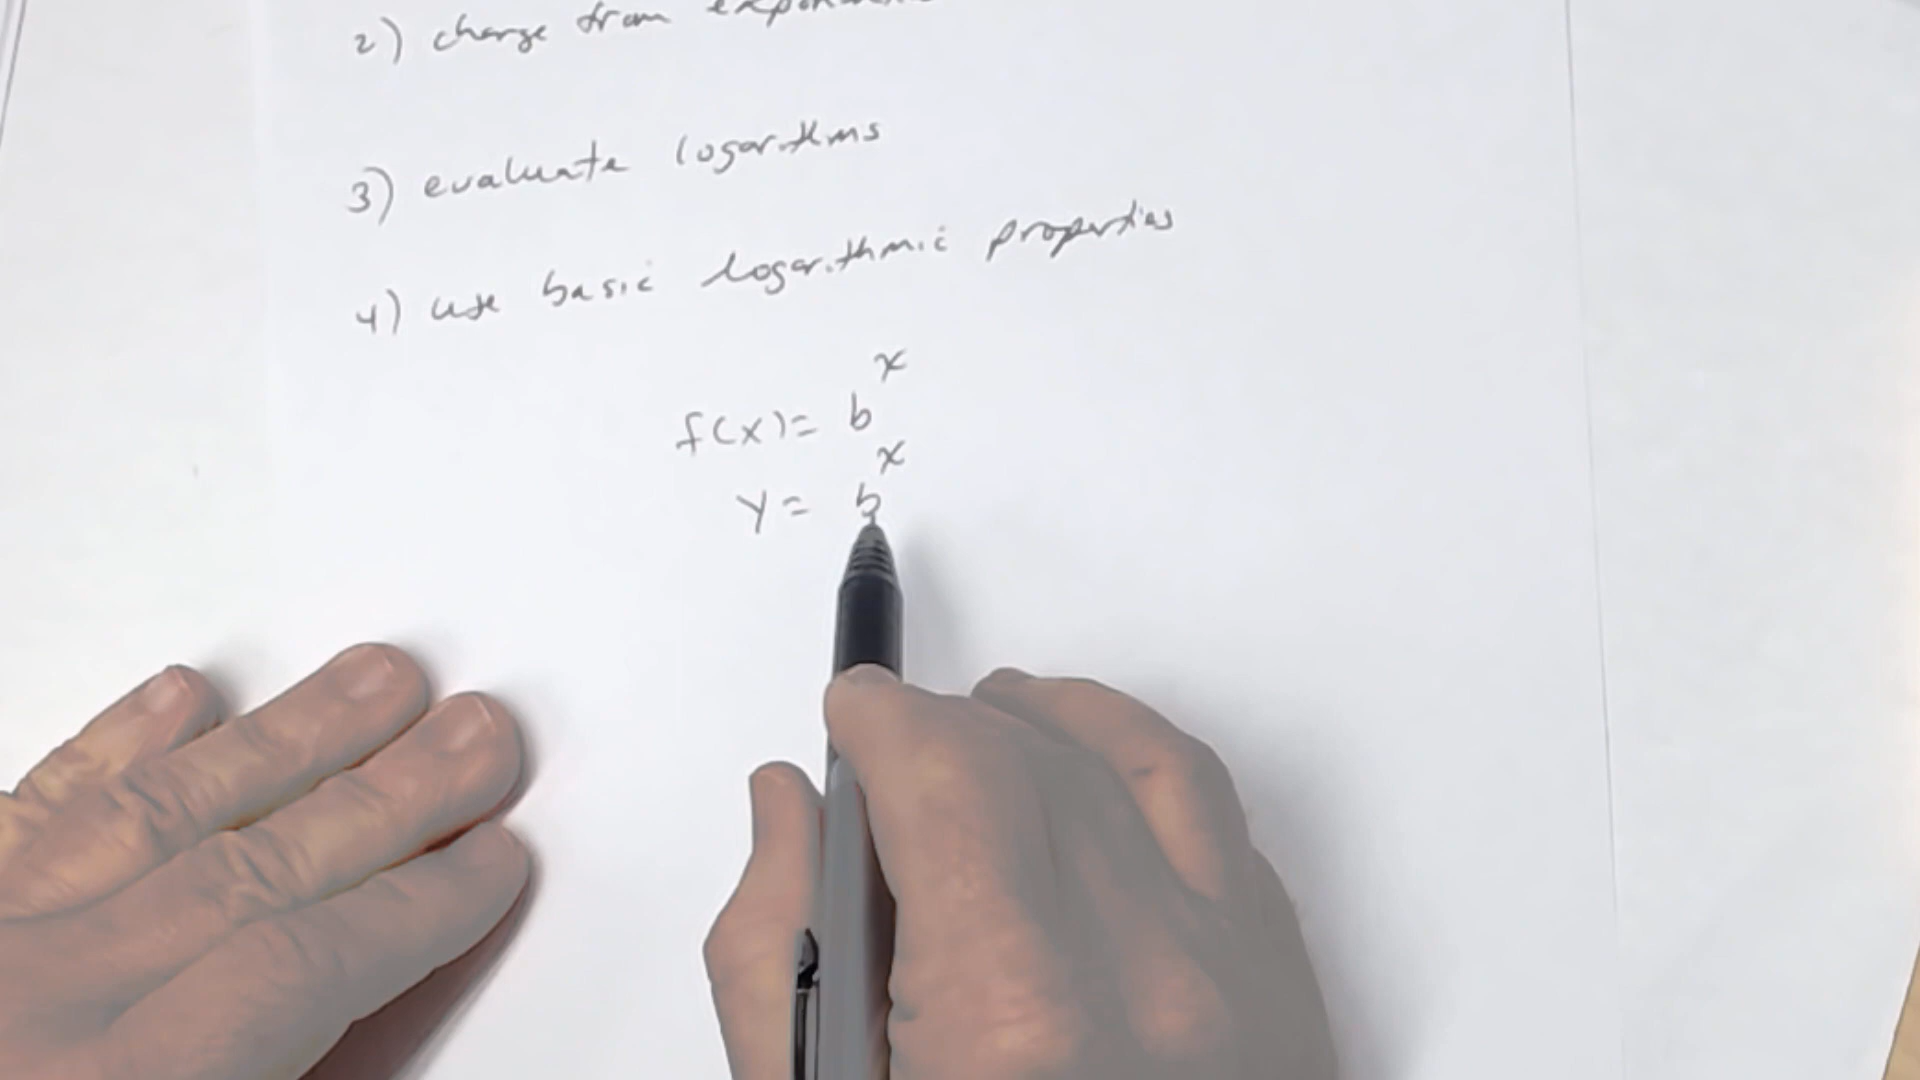 2) change from
3) evaluate logarithms
4) use basic logarithmic properties
f(x)= b^x
y= b^x